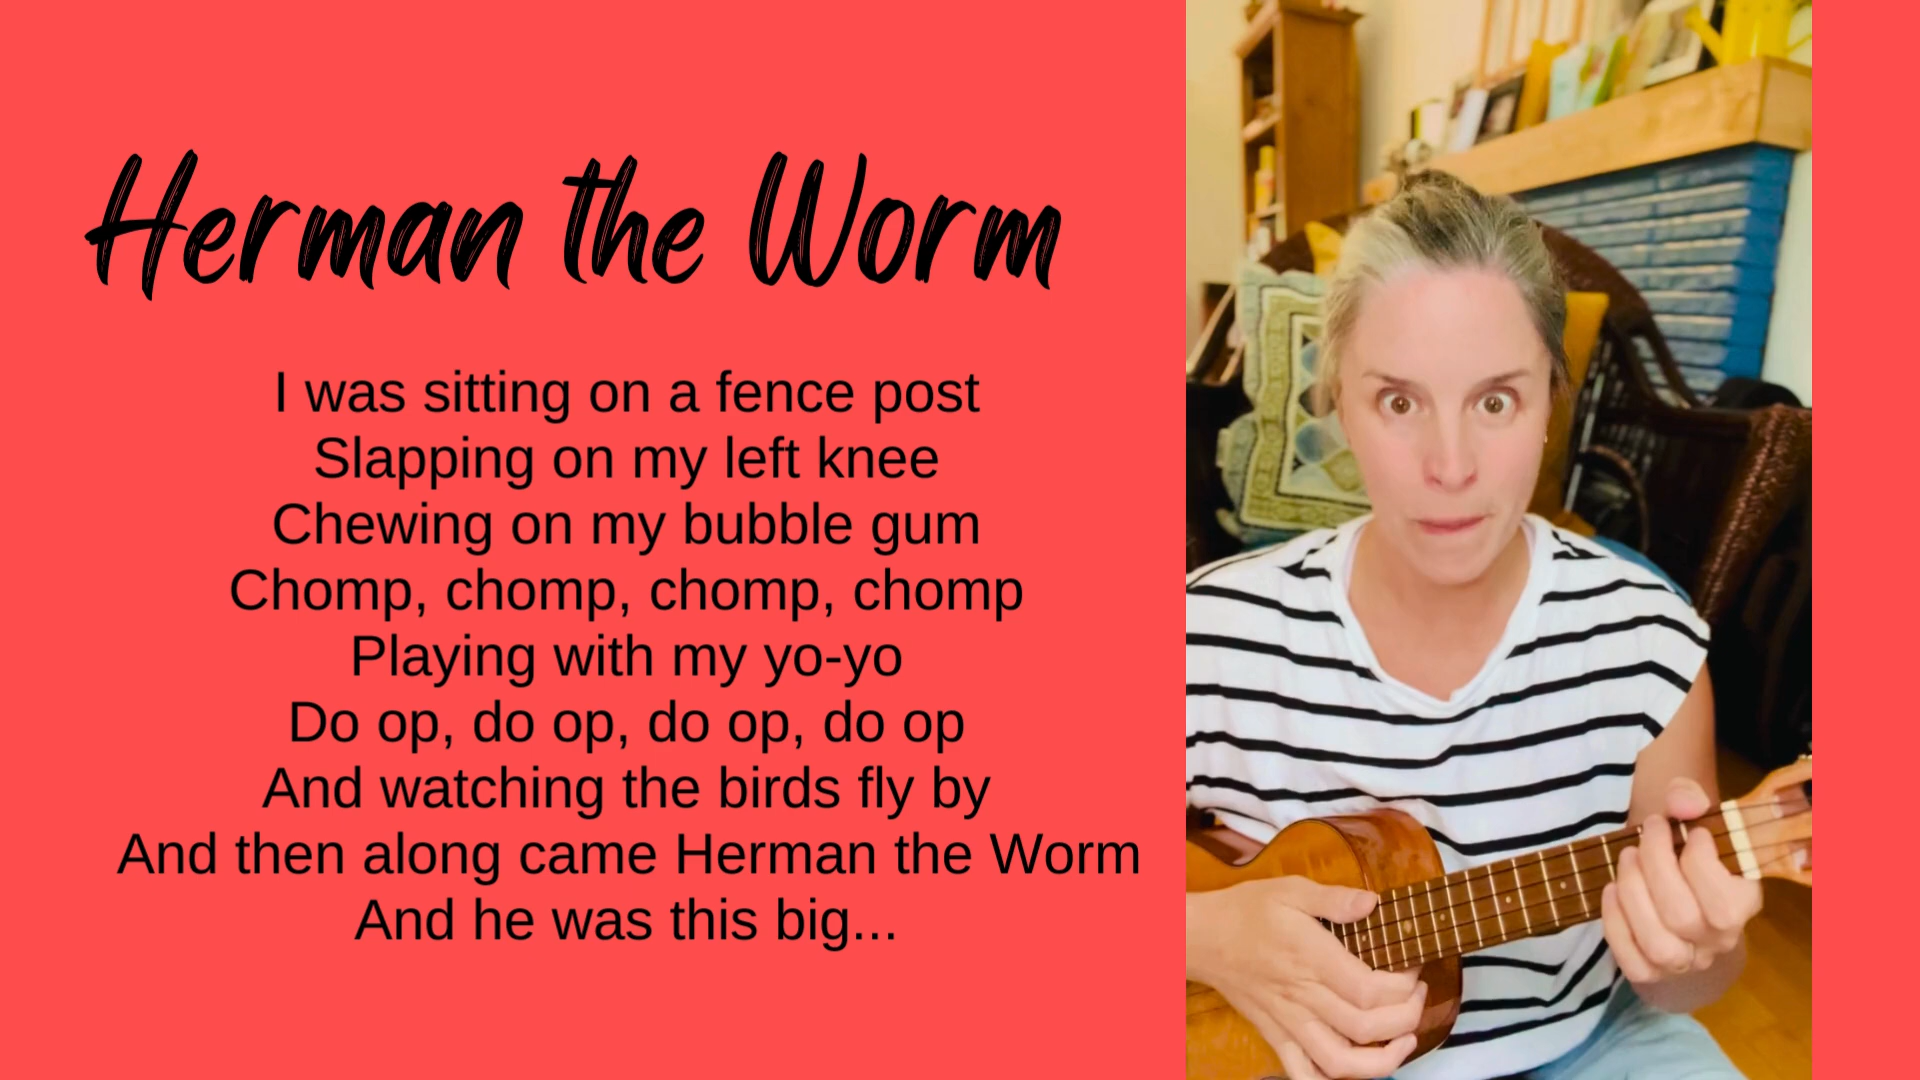 Herman the Worm
I was sitting on a fence post
Slapping on my left knee
Chewing on my bubble gum
Chomp, chomp, chomp, chomp
Playing with my yo-yo
Do op, do op, do op, do op
And watching the birds fly by
And then along came Herman the Worm
And he was this big...